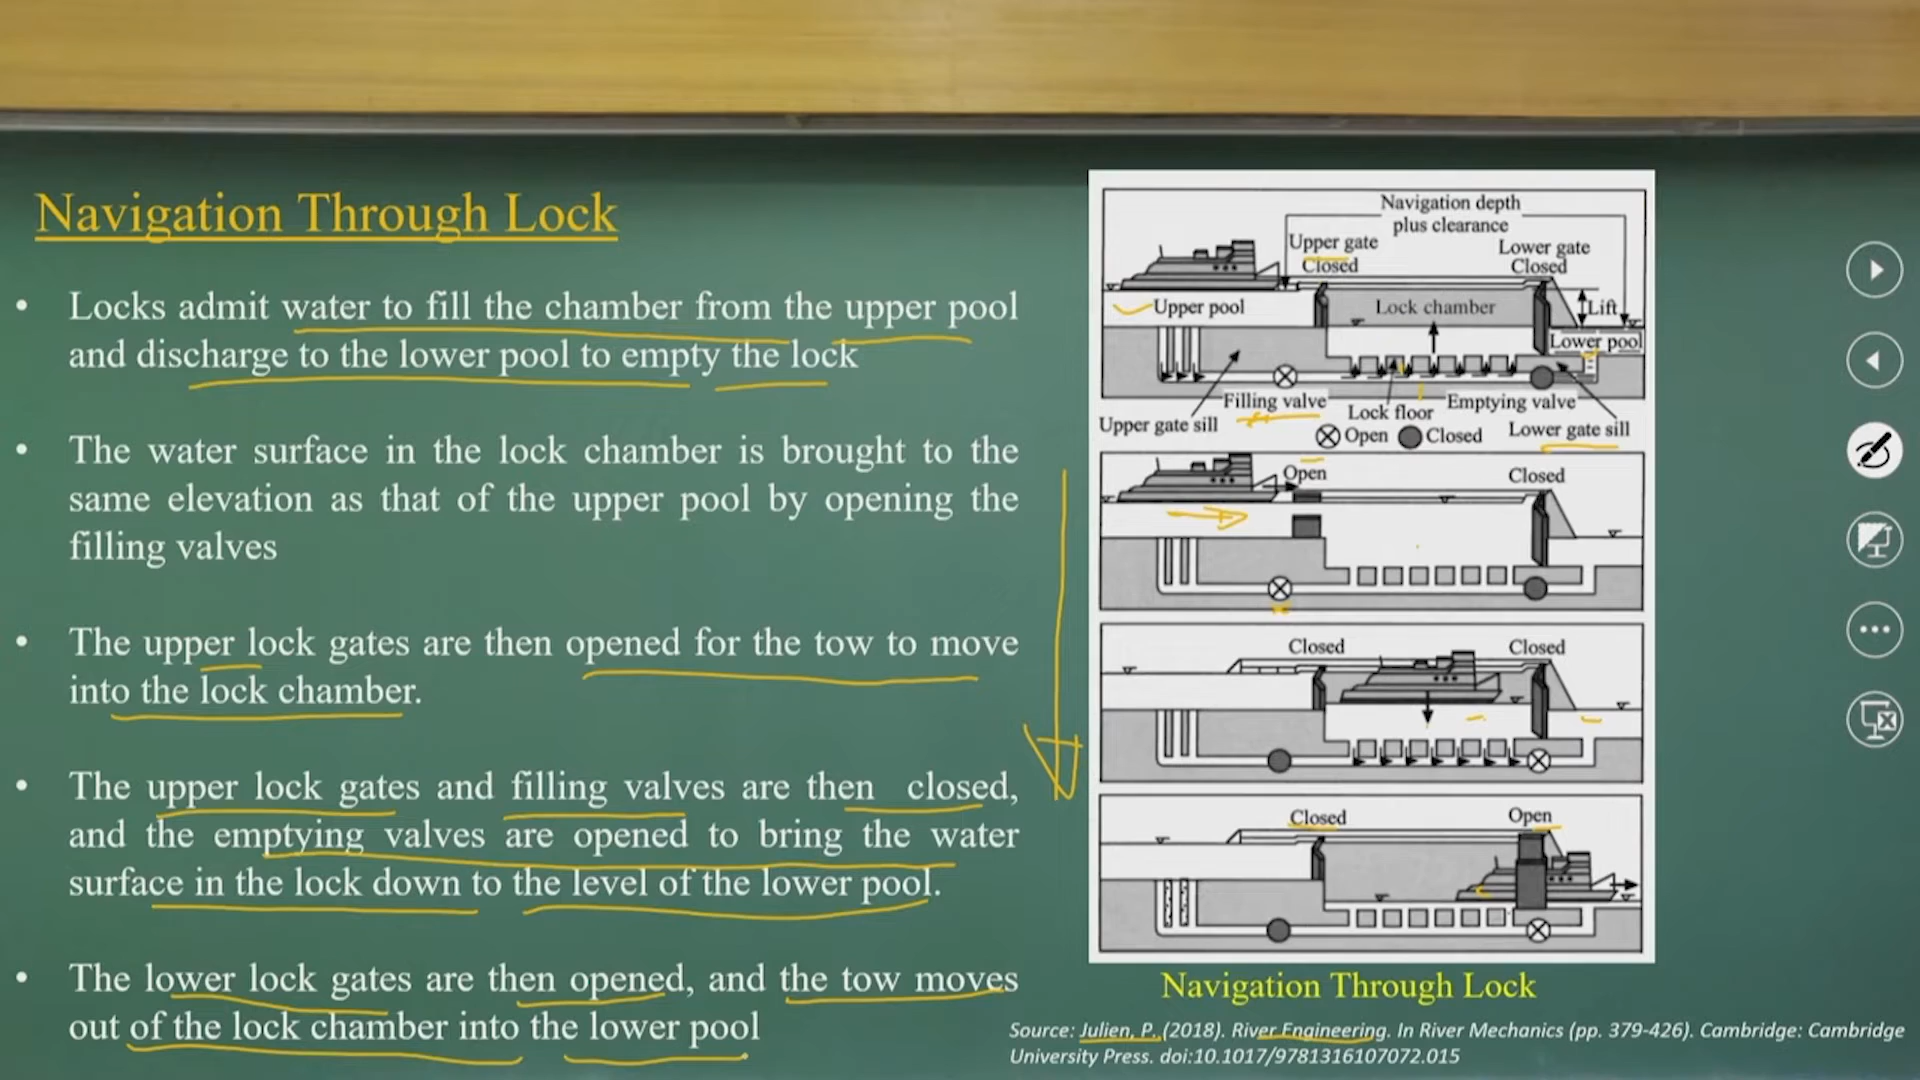 Navigation Through Lock
• Locks admit water to fill the chamber from the upper pool
and discharge to the lower pool to empty the lock
• The water surface in the lock chamber is brought to the
same elevation as that of the upper pool by opening the
filling valves
• The upper lock gates are then opened for the tow to move
into the lock chamber.
• The upper lock gates and filling valves are then closed,
and the emptying valves are opened to bring the water
surface in the lock down to the level of the lower pool.
• The lower lock gates are then opened, and the tow moves
out of the lock chamber into the lower pool
Navigation depth
plus clearance
Upper gate
Closed
Lower gate
Closed
Upper pool
Lock chamber
Lift
Lower pool
Filling valve
Lock floor
Emptying valve
Upper gate sill
Open
Closed
Lower gate sill
Open
Closed
Closed
Closed
Closed
Open
Navigation Through Lock
Source: Julien, P. (2018). River Engineering. In River Mechanics (pp. 379-426). Cambridge: Cambridge
University Press. doi:10.1017/9781316107072.015